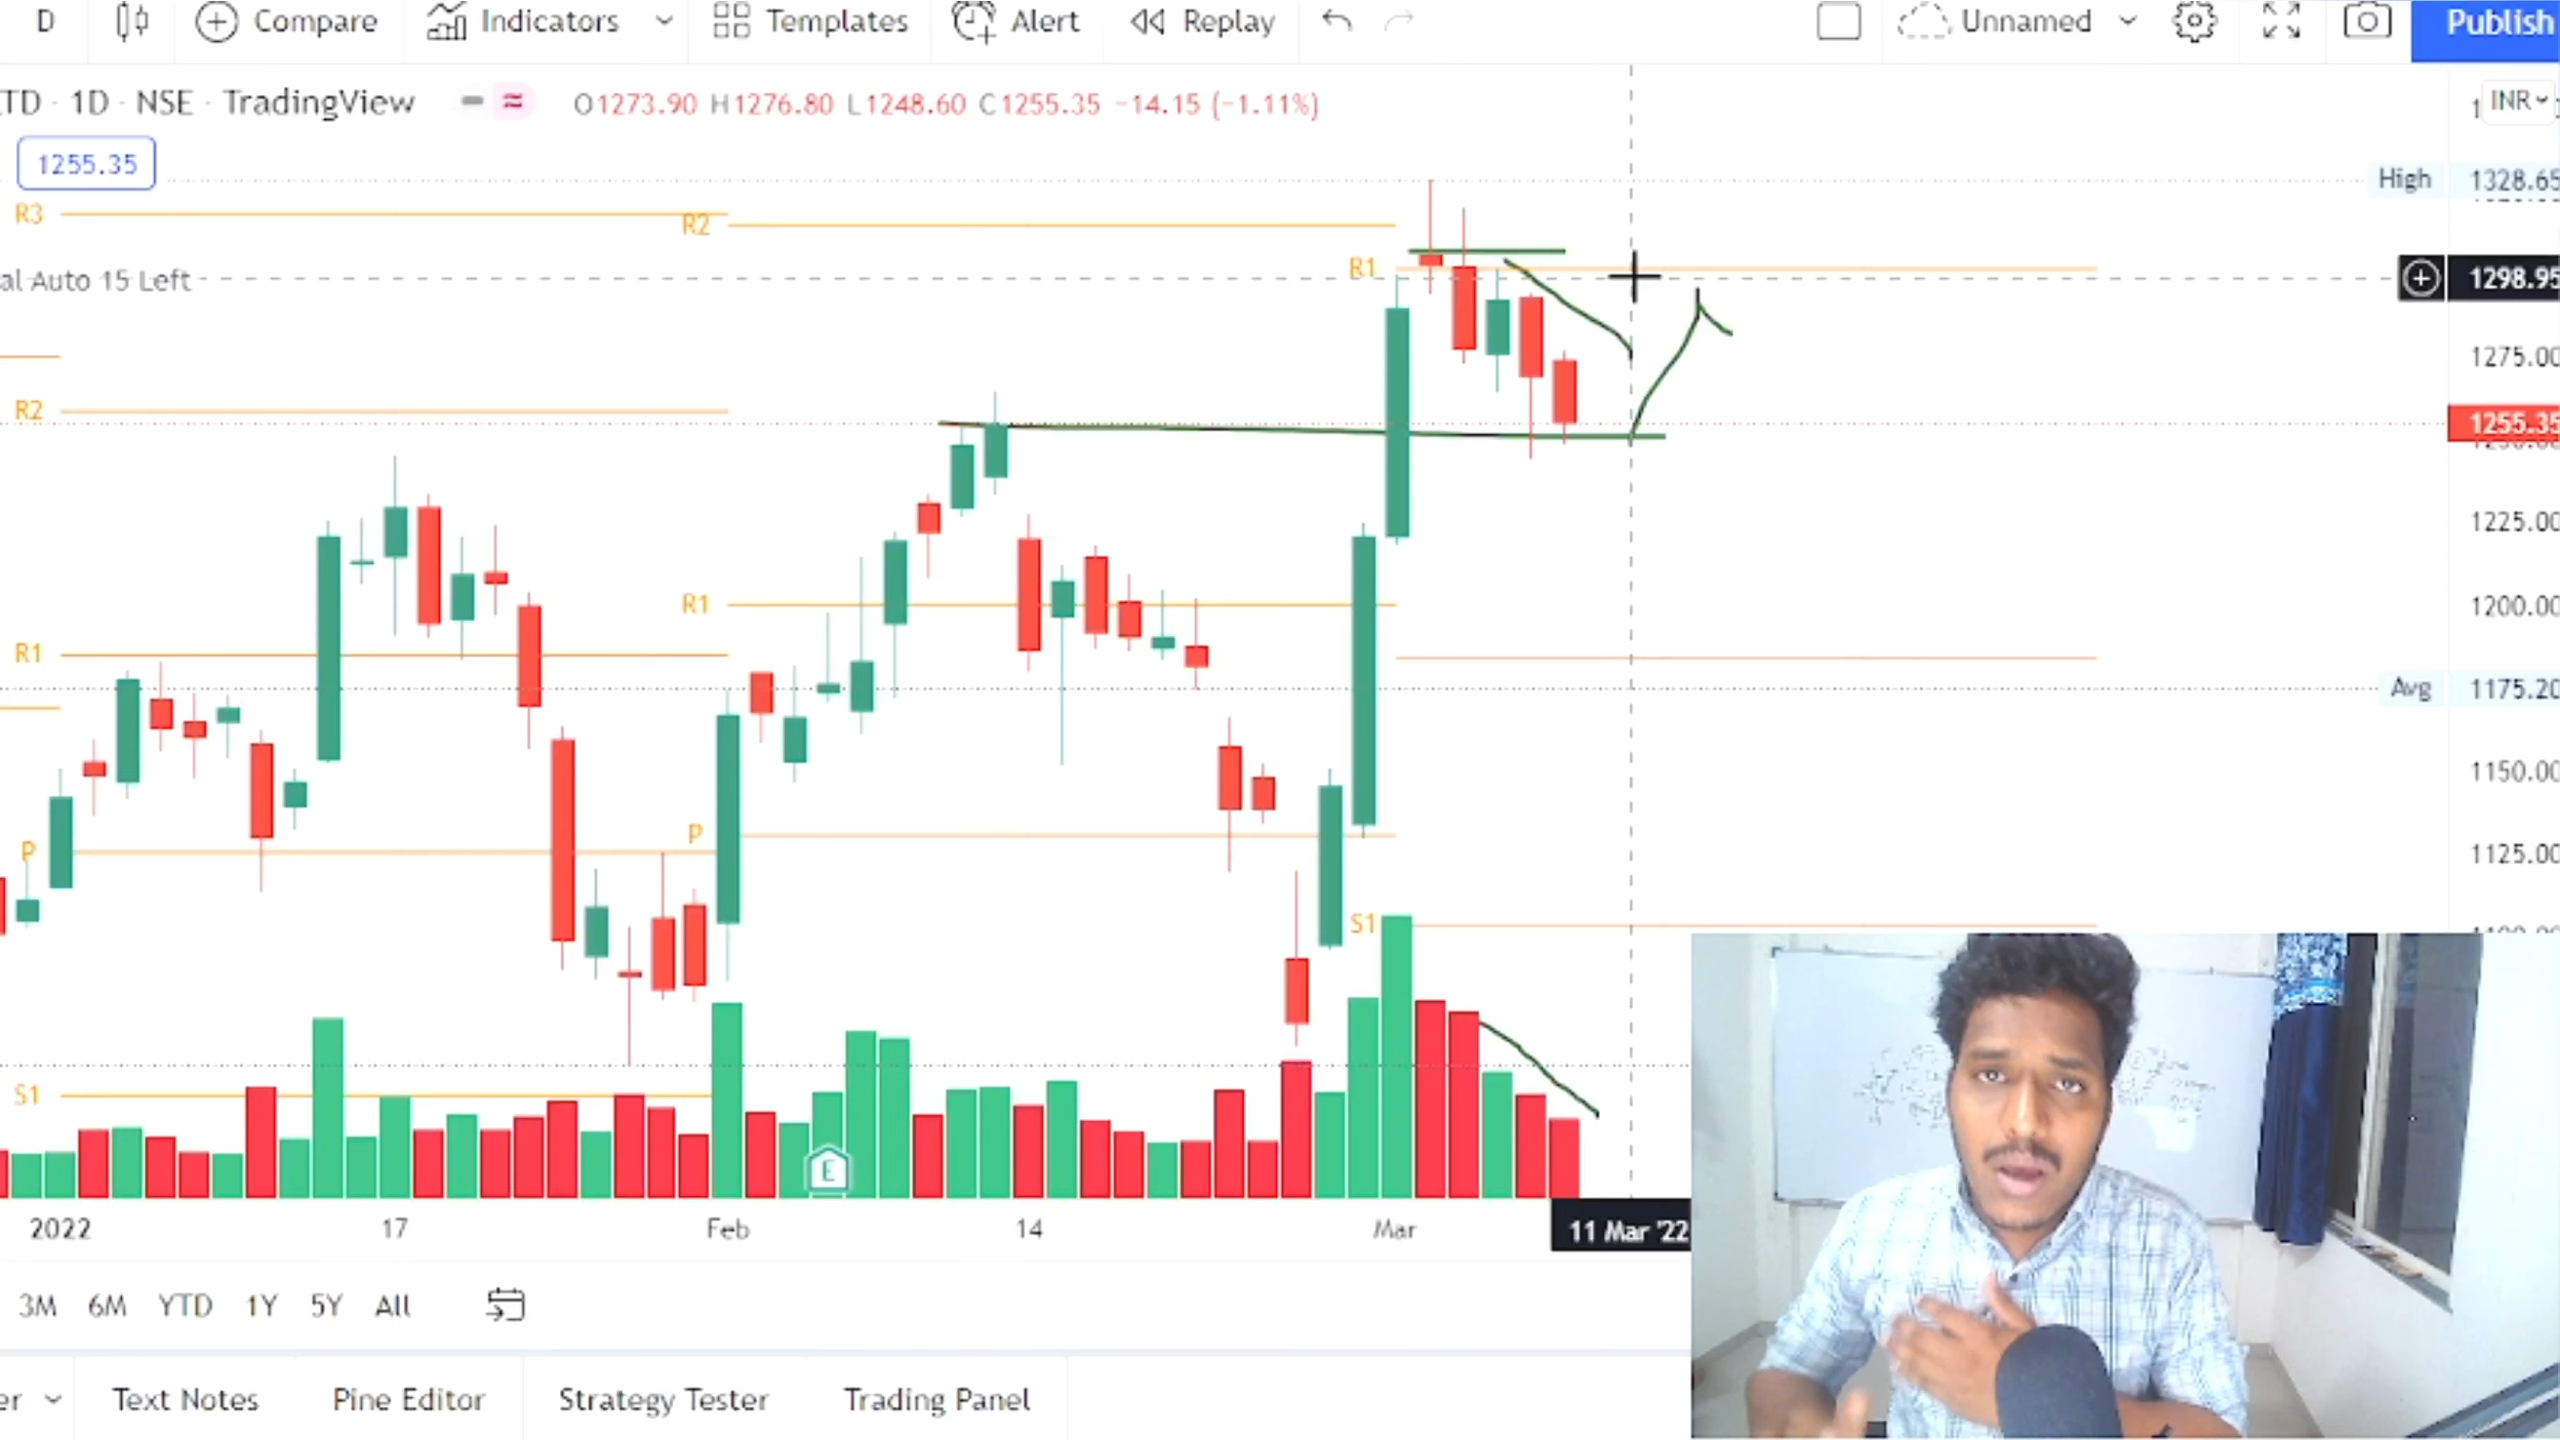 D Compare Indicators Templates Alert Replay Unnamed Publish
TD · 1D · NSE · TradingView O1273.90 H1276.80 L1248.60 C1255.35 −14.15 (−1.11%) INR
1255.35
High 1328.65
R3
R2
al Auto 15 Left
R1
1298.95
1275.00
R2
1255.35
1225.00
R1
1200.00
R1
Avg 1175.20
1150.00
P
P
1125.00
S1
S1
E
2022 17 Feb 14 Mar 11 Mar '22
3M 6M YTD 1Y 5Y All
er Text Notes Pine Editor Strategy Tester Trading Panel